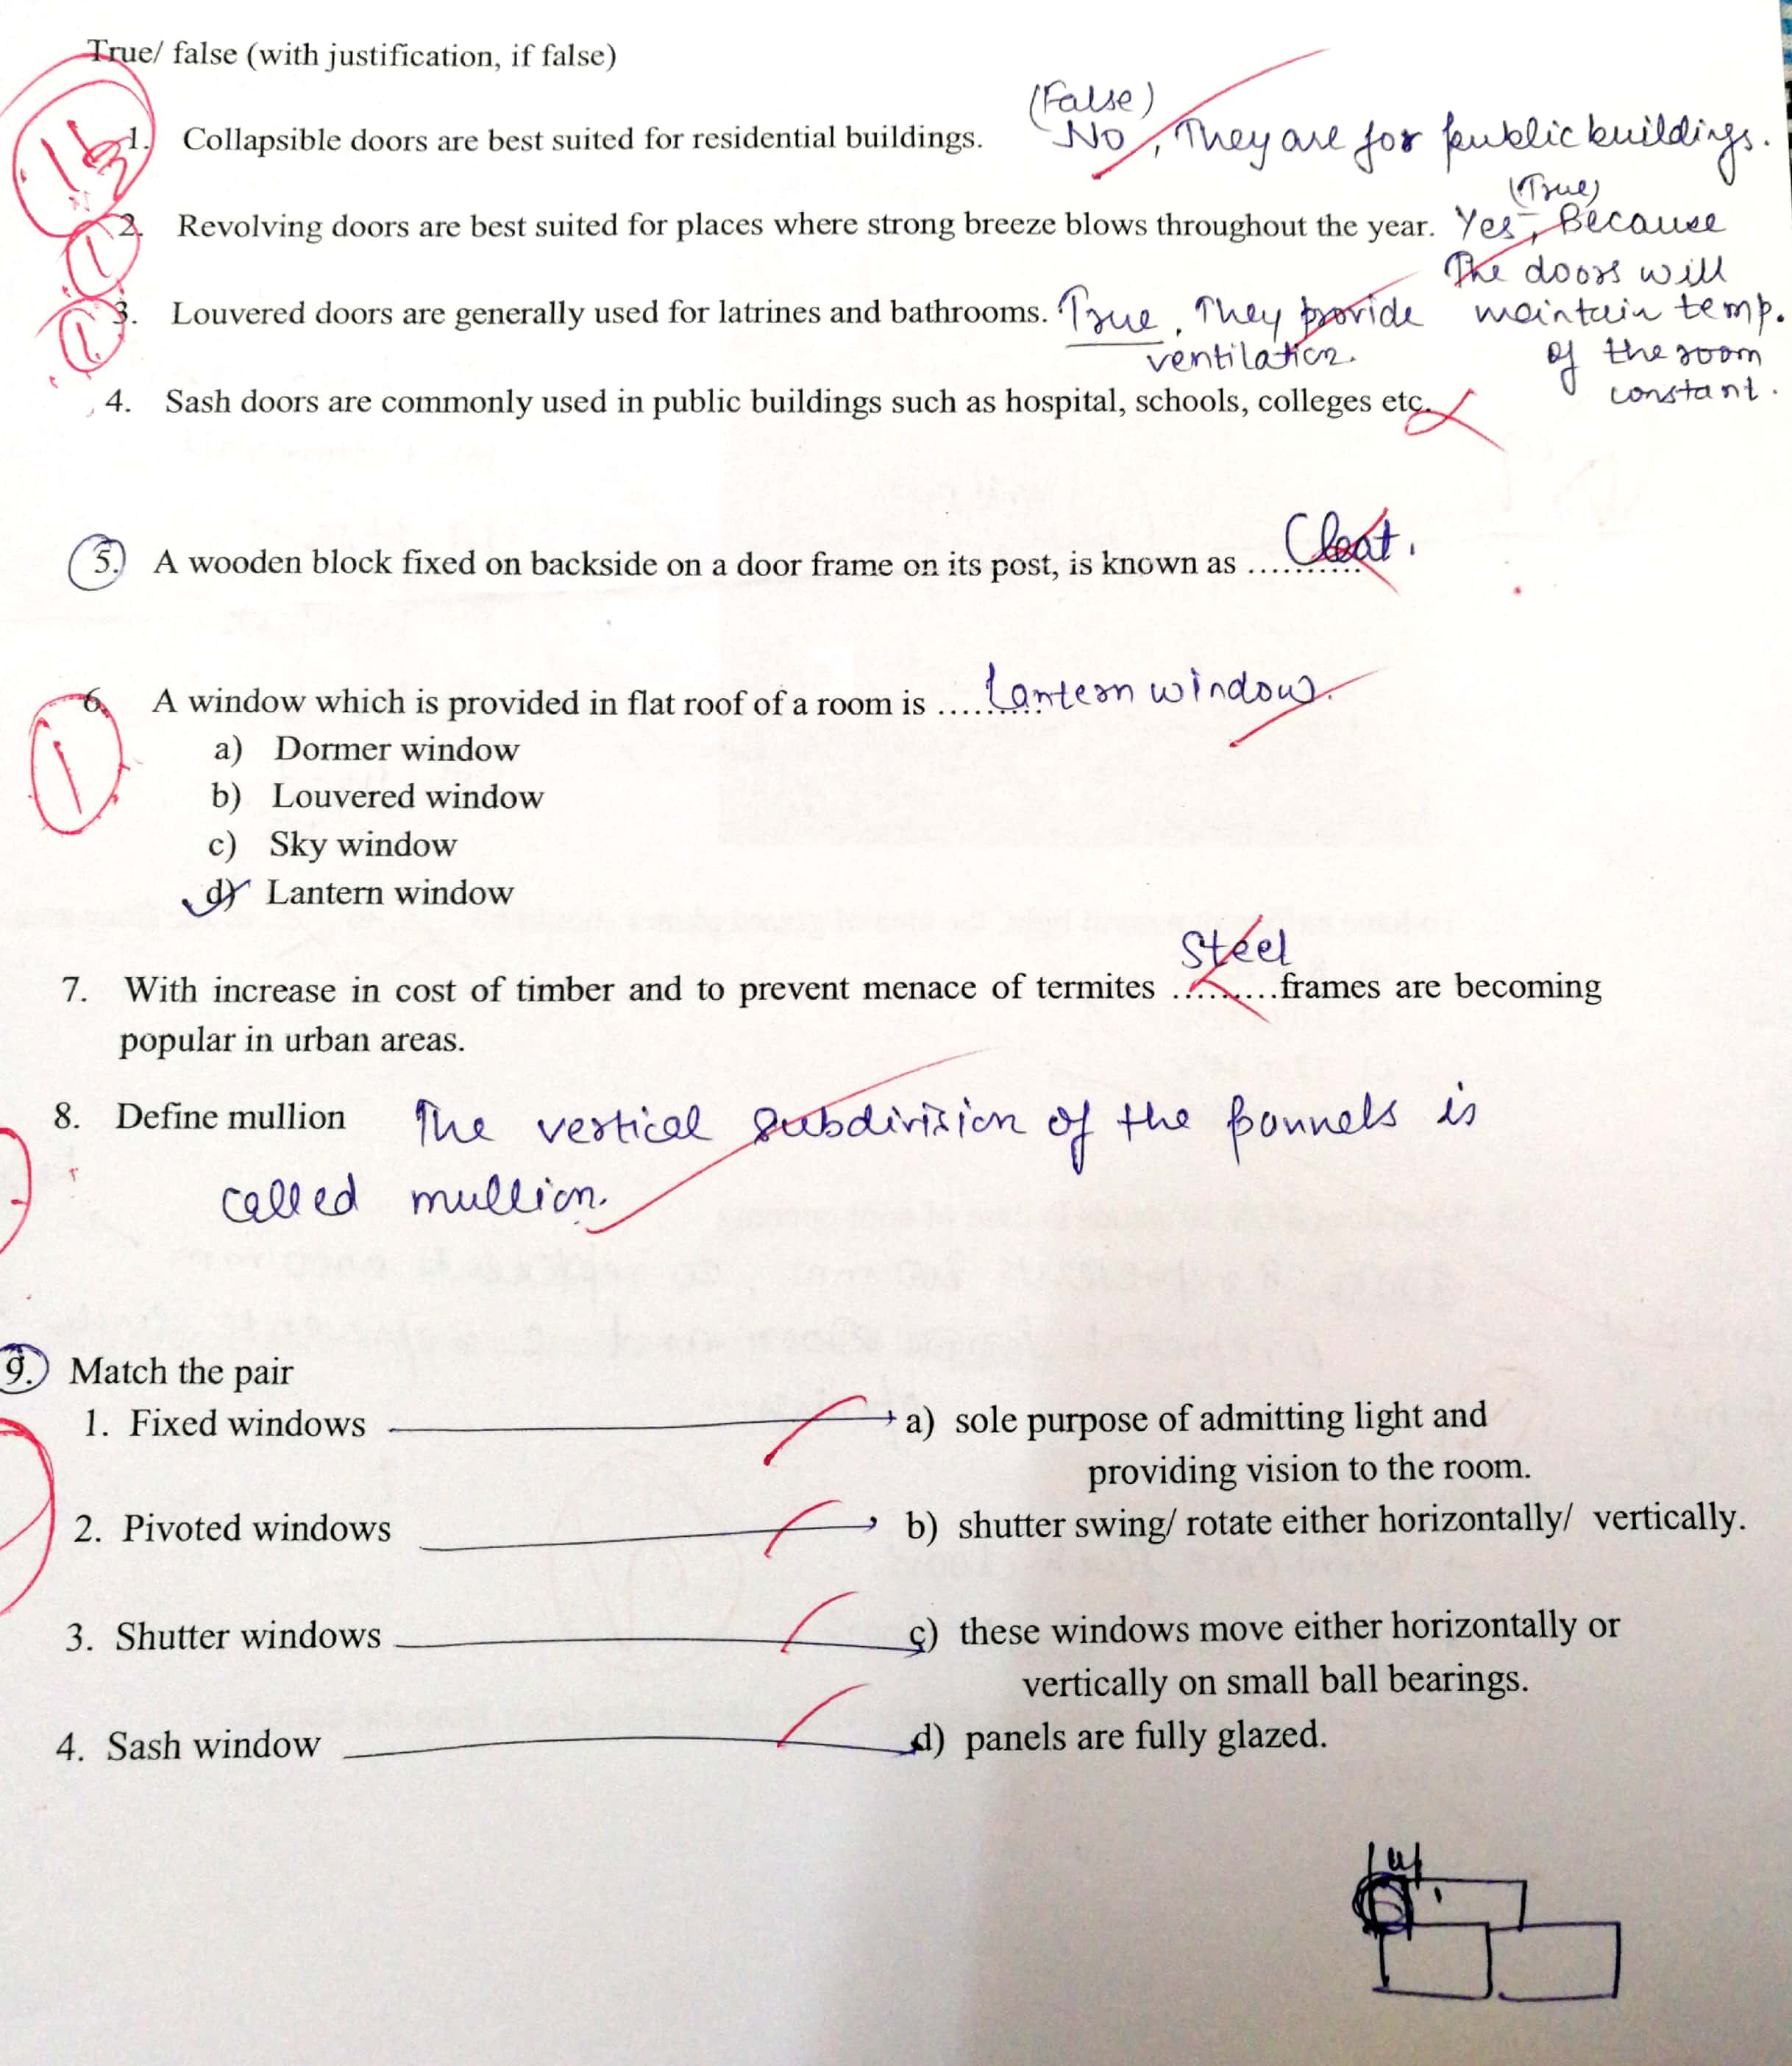 True/ false (with justification, if false)
(False)
1. Collapsible doors are best suited for residential buildings. No, They are for public buildings.
(True)
2. Revolving doors are best suited for places where strong breeze blows throughout the year. Yes, Because
The doors will
3. Louvered doors are generally used for latrines and bathrooms. True, They provide maintain temp.
ventilation. of the room
4. Sash doors are commonly used in public buildings such as hospital, schools, colleges etc. constant.
5. A wooden block fixed on backside on a door frame on its post, is known as ........... Cleat.
1
6. A window which is provided in flat roof of a room is ......... Lantern window.
a) Dormer window
b) Louvered window
c) Sky window
d) Lantern window
Steel
7. With increase in cost of timber and to prevent menace of termites .........frames are becoming
popular in urban areas.
8. Define mullion The vertical subdivision of the pannels is
called mullion.
9. Match the pair
1. Fixed windows a) sole purpose of admitting light and
providing vision to the room.
2. Pivoted windows b) shutter swing/ rotate either horizontally/ vertically.
3. Shutter windows c) these windows move either horizontally or
vertically on small ball bearings.
4. Sash window d) panels are fully glazed.